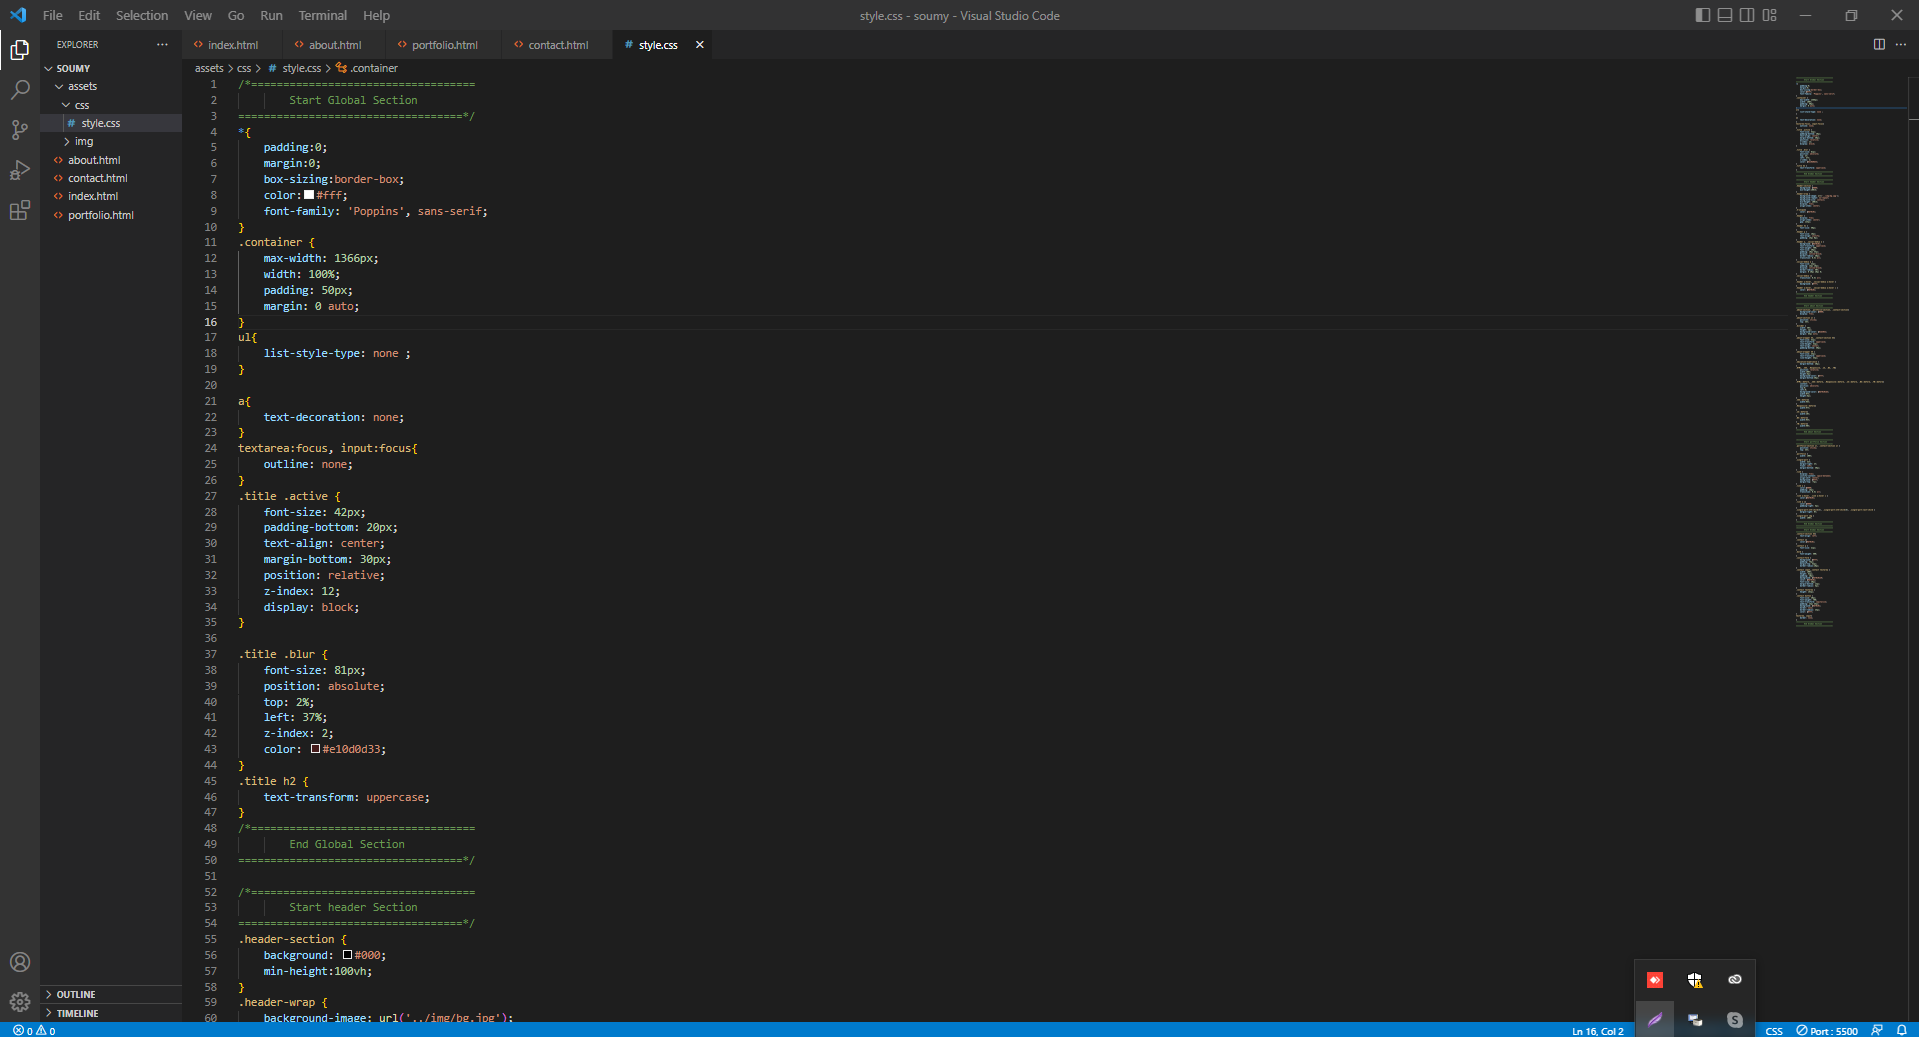 File Edit Selection View Go Run Terminal Help
style.css - soumy - Visual Studio Code
EXPLORER ···
index.html about.html portfolio.html contact.html # style.css
SOUMY
assets
css
# style.css
img
about.html
contact.html
index.html
portfolio.html
assets > css > # style.css > .container
1 /*===================================
2 Start Global Section
3 ===================================*/
4 *{
5 padding:0;
6 margin:0;
7 box-sizing:border-box;
8 color:#fff;
9 font-family: 'Poppins', sans-serif;
10 }
11 .container {
12 max-width: 1366px;
13 width: 100%;
14 padding: 50px;
15 margin: 0 auto;
16 }
17 ul{
18 list-style-type: none ;
19 }
20
21 a{
22 text-decoration: none;
23 }
24 textarea:focus, input:focus{
25 outline: none;
26 }
27 .title .active {
28 font-size: 42px;
29 padding-bottom: 20px;
30 text-align: center;
31 margin-bottom: 30px;
32 position: relative;
33 z-index: 12;
34 display: block;
35 }
36
37 .title .blur {
38 font-size: 81px;
39 position: absolute;
40 top: 2%;
41 left: 37%;
42 z-index: 2;
43 color: #e10d0d33;
44 }
45 .title h2 {
46 text-transform: uppercase;
47 }
48 /*===================================
49 End Global Section
50 ===================================*/
51
52 /*===================================
53 Start header Section
54 ===================================*/
55 .header-section {
56 background: #000;
57 min-height:100vh;
58 }
59 .header-wrap {
60 background-image: url('../img/bg.jpg');
OUTLINE
TIMELINE
0 0
Ln 16, Col 2
CSS
Port : 5500